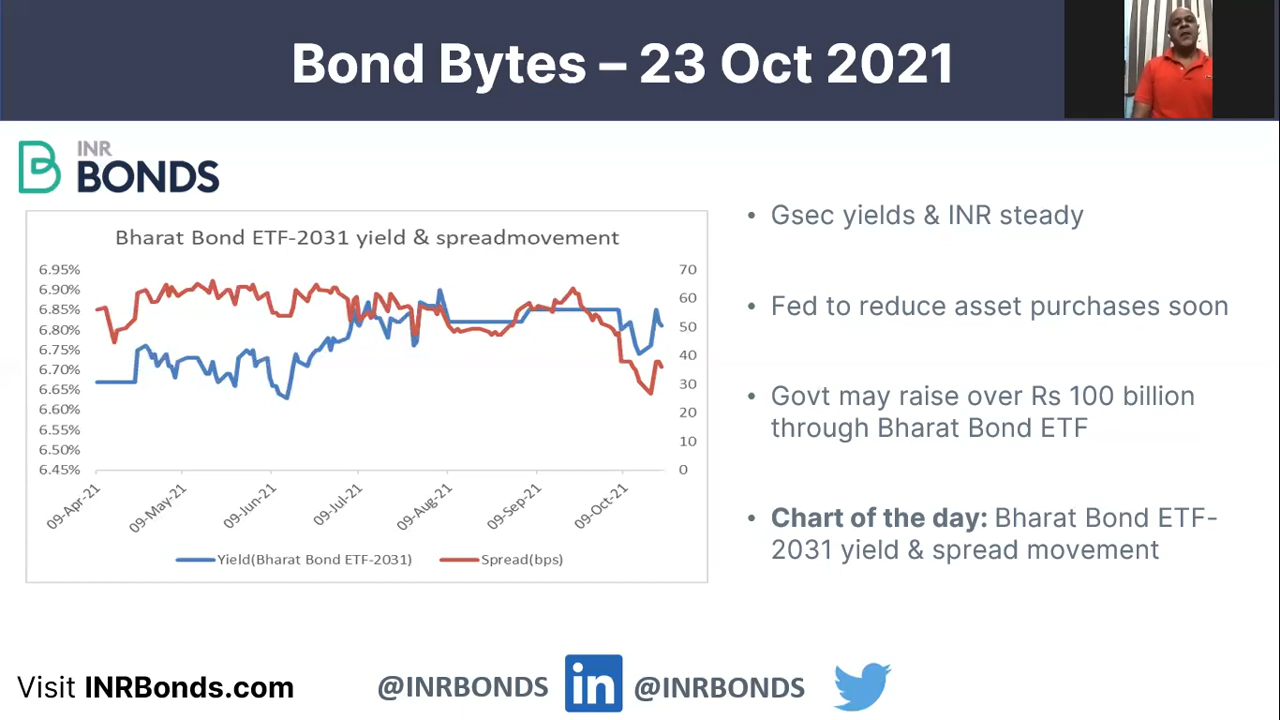 Bond Bytes – 23 Oct 2021
INR
BONDS
Bharat Bond ETF-2031 yield & spreadmovement
6.95%
6.90%
6.85%
6.80%
6.75%
6.70%
6.65%
6.60%
6.55%
6.50%
6.45%
70
60
50
40
30
20
10
0
09-Apr-21
09-May-21
09-Jun-21
09-Jul-21
09-Aug-21
09-Sep-21
09-Oct-21
Yield(Bharat Bond ETF-2031)
Spread(bps)
• Gsec yields & INR steady
• Fed to reduce asset purchases soon
• Govt may raise over Rs 100 billion
through Bharat Bond ETF
• Chart of the day: Bharat Bond ETF-
2031 yield & spread movement
Visit INRBonds.com
@INRBONDS
in
@INRBONDS